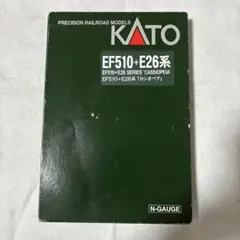 PRECISION RAILROAD MODELS
KATO
EF510+E26系
EF510+E26 SERIES "CASSIOPEIA"
EF510+E26系「カシオペア」
N-GAUGE